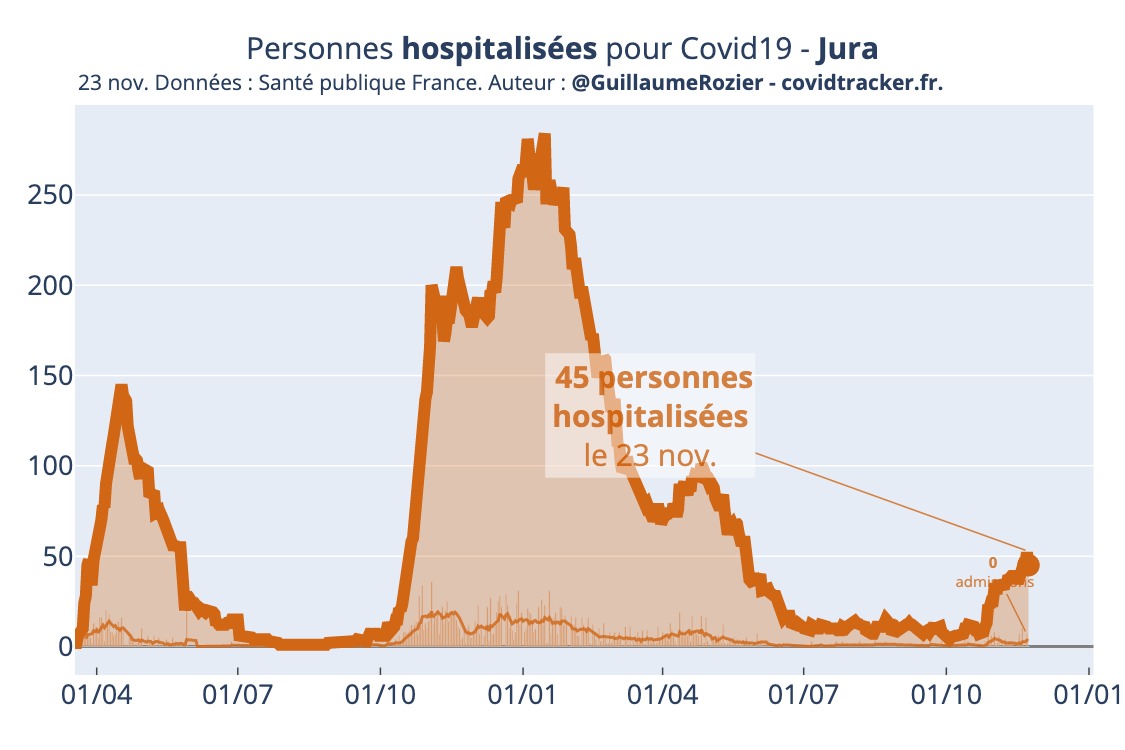 Personnes hospitalisées pour Covid19 - Jura
23 nov. Données : Santé publique France. Auteur : @GuillaumeRozier - covidtracker.fr.
250
200
150
100
50
0
45 personnes
hospitalisées
le 23 nov.
0
admissions
01/04 01/07 01/10 01/01 01/04 01/07 01/10 01/01